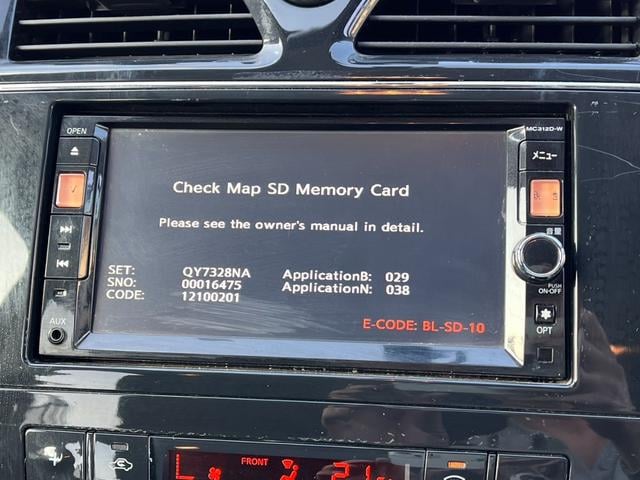 OPEN
MC312D-W
メニュー
Check Map SD Memory Card
Please see the owner's manual in detail.
音量
PUSH
ON-OFF
SET: QY7328NA ApplicationB: 029
SNO: 00016475 ApplicationN: 038
CODE: 12100201
E-CODE: BL-SD-10
AUX
OPT
FRONT